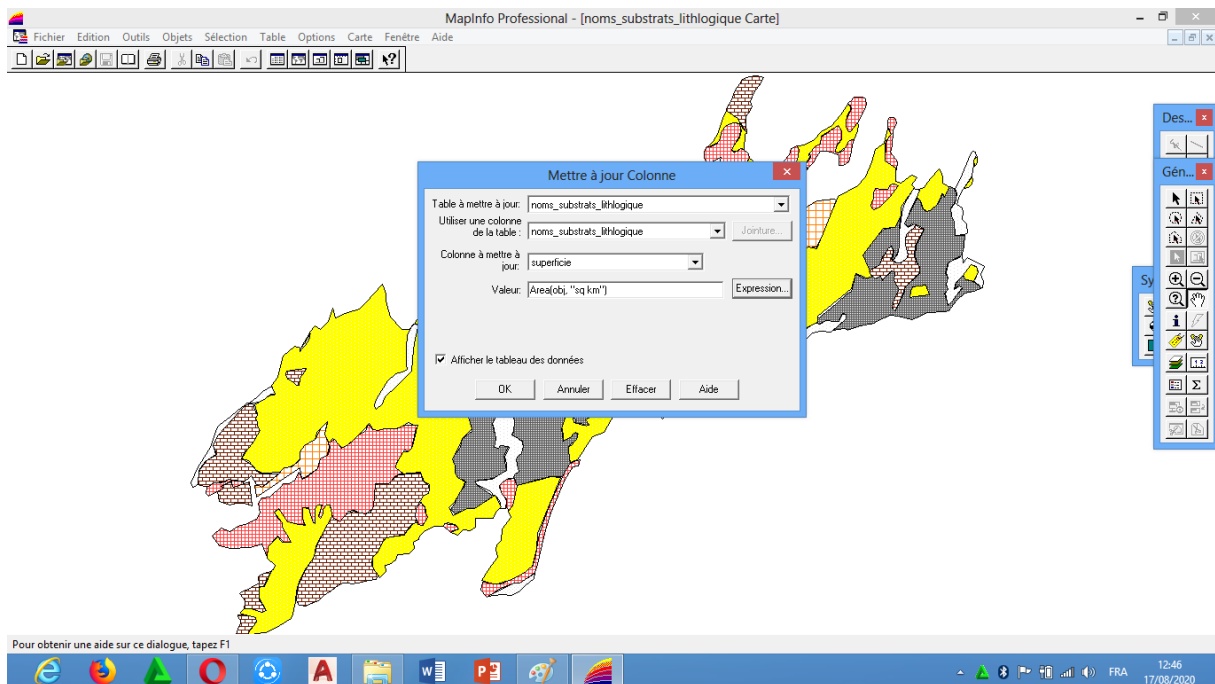 MapInfo Professional - [noms_substrats_lithlogique Carte]
Fichier Edition Outils Objets Sélection Table Options Carte Fenêtre Aide
Des...
Gén...
Sy
Mettre à jour Colonne
Table à mettre à jour: noms_substrats_lithlogique
Utiliser une colonne
de la table : noms_substrats_lithlogique Jointure...
Colonne à mettre à
jour: superficie
Valeur: Area(obj, "sq km") Expression...
Afficher le tableau des données
OK Annuler Effacer Aide
Pour obtenir une aide sur ce dialogue, tapez F1
FRA
12:46
17/08/2020